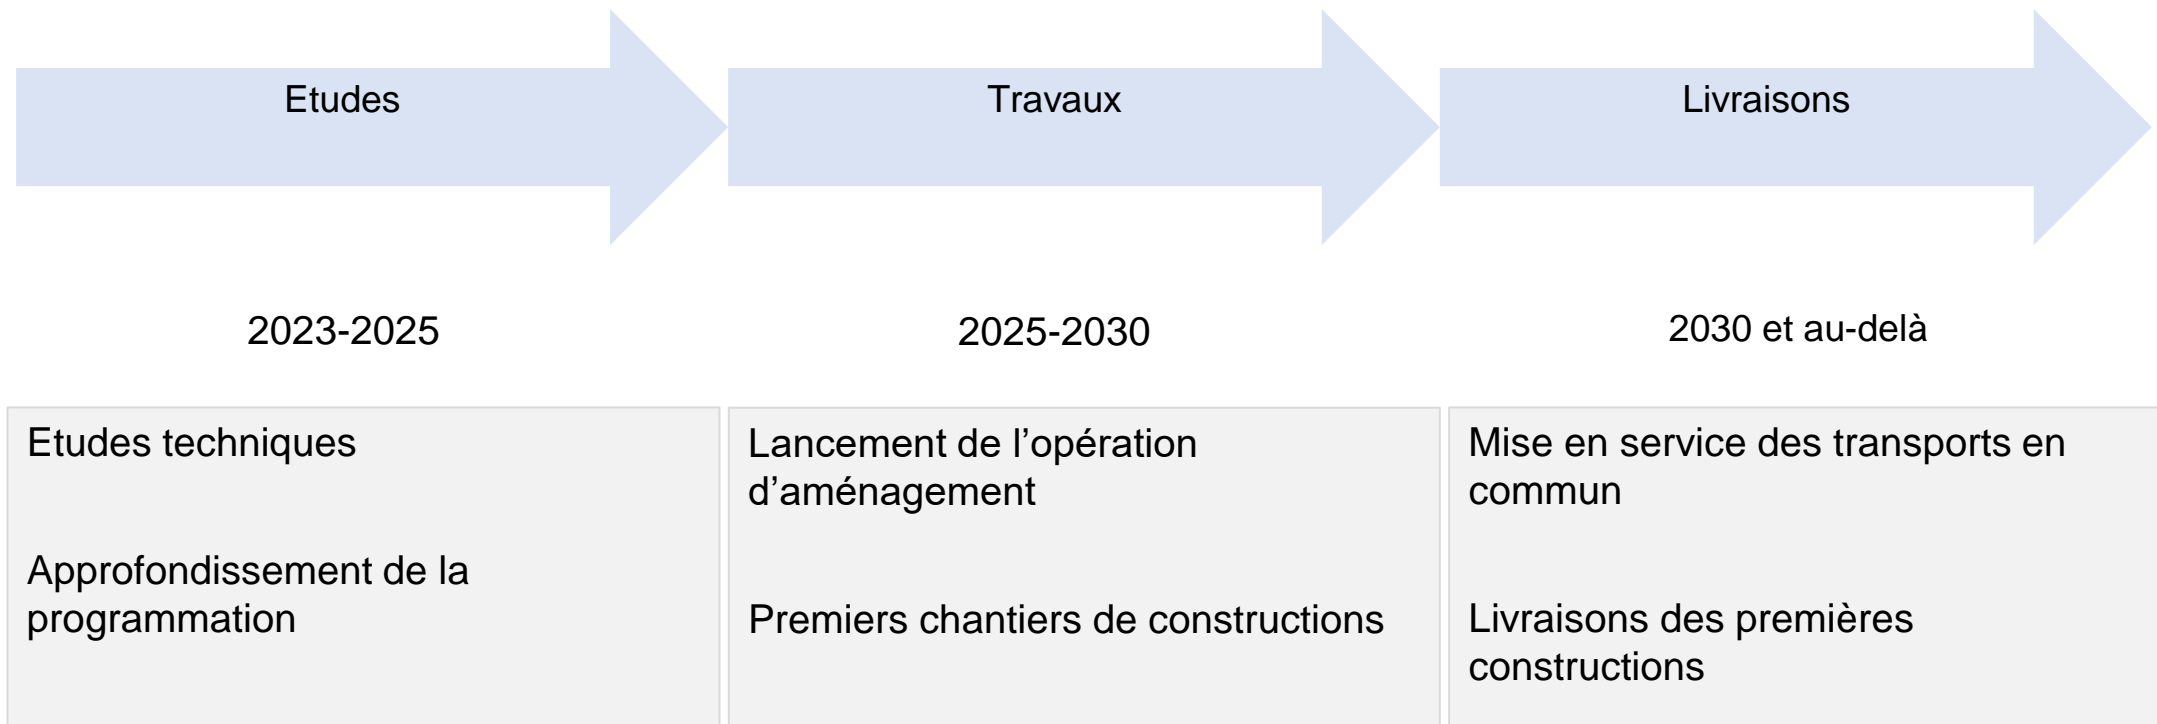 Etudes
Travaux
Livraisons
2023-2025
2025-2030
2030 et au-delà
Etudes techniques
Approfondissement de la
programmation
Lancement de l’opération
d’aménagement
Premiers chantiers de constructions
Mise en service des transports en
commun
Livraisons des premières
constructions